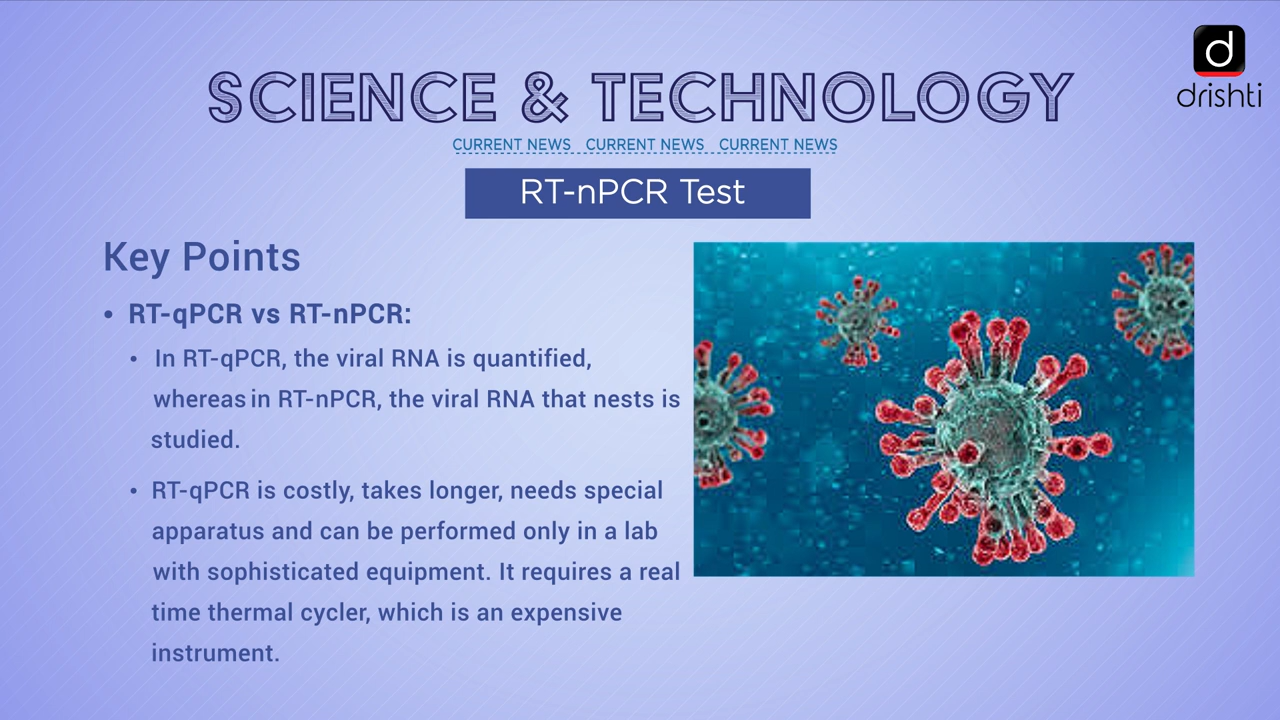 SCIENCE & TECHNOLOGY
d
drishti
CURRENT NEWS CURRENT NEWS CURRENT NEWS
RT-nPCR Test
Key Points
• RT-qPCR vs RT-nPCR:
• In RT-qPCR, the viral RNA is quantified,
whereas in RT-nPCR, the viral RNA that nests is
studied.
• RT-qPCR is costly, takes longer, needs special
apparatus and can be performed only in a lab
with sophisticated equipment. It requires a real
time thermal cycler, which is an expensive
instrument.